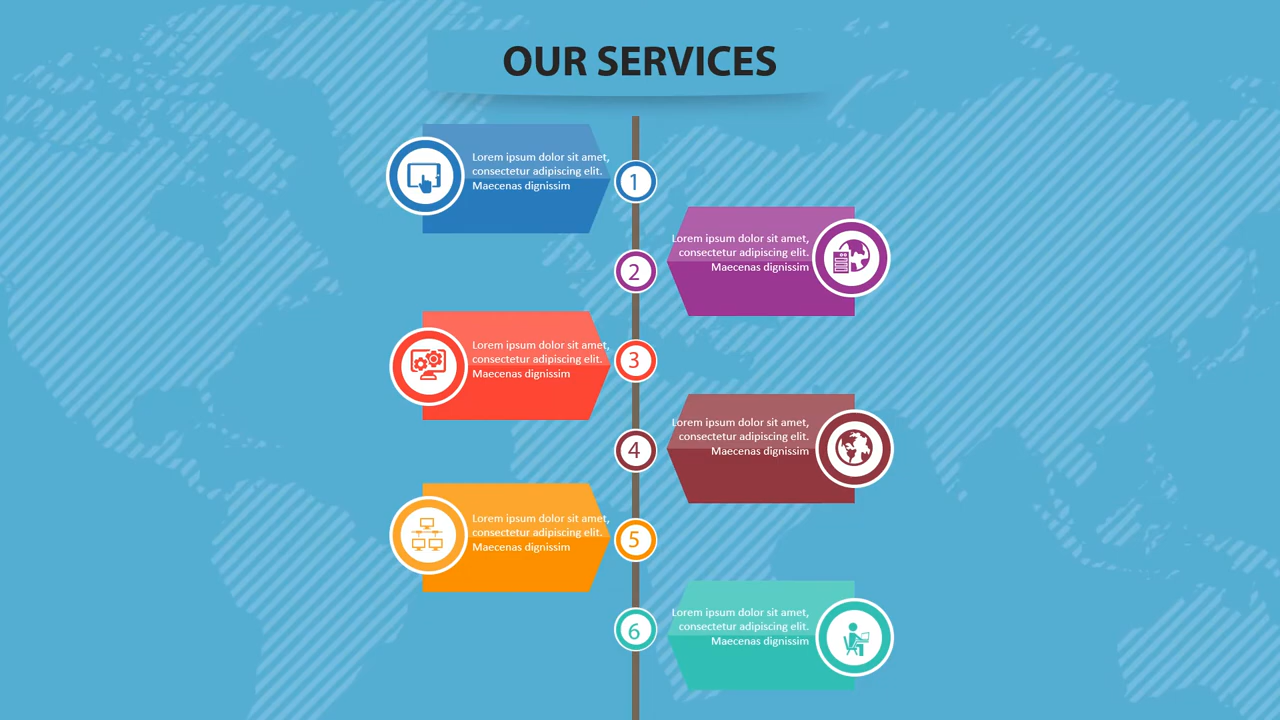 OUR SERVICES
Lorem ipsum dolor sit amet,
consectetur adipiscing elit.
Maecenas dignissim
1
Lorem ipsum dolor sit amet,
consectetur adipiscing elit.
Maecenas dignissim
2
Lorem ipsum dolor sit amet,
consectetur adipiscing elit.
Maecenas dignissim
3
Lorem ipsum dolor sit amet,
consectetur adipiscing elit.
Maecenas dignissim
4
Lorem ipsum dolor sit amet,
consectetur adipiscing elit.
Maecenas dignissim
5
Lorem ipsum dolor sit amet,
consectetur adipiscing elit.
Maecenas dignissim
6